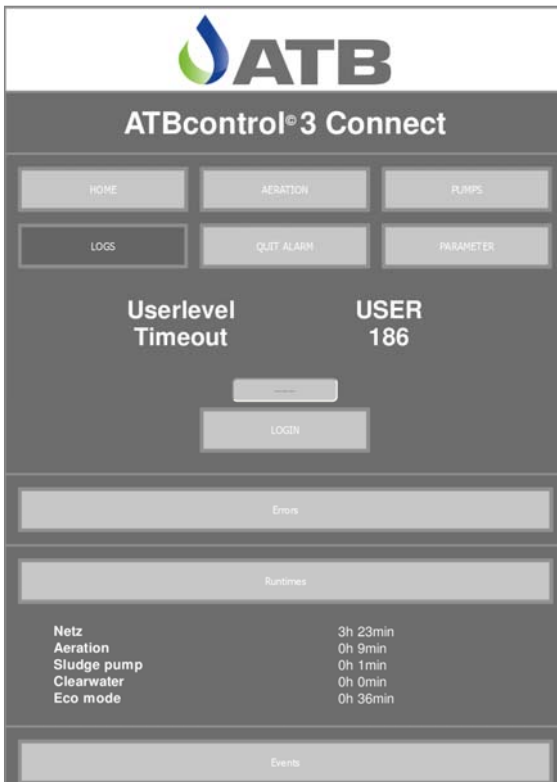 ATB
ATBcontrol©3 Connect
HOME AERATION PUMPS
LOGS QUIT ALARM PARAMETER
Userlevel USER
Timeout 186
___
LOGIN
Errors
Runtimes
Netz 3h 23min
Aeration 0h 9min
Sludge pump 0h 1min
Clearwater 0h 0min
Eco mode 0h 36min
Events